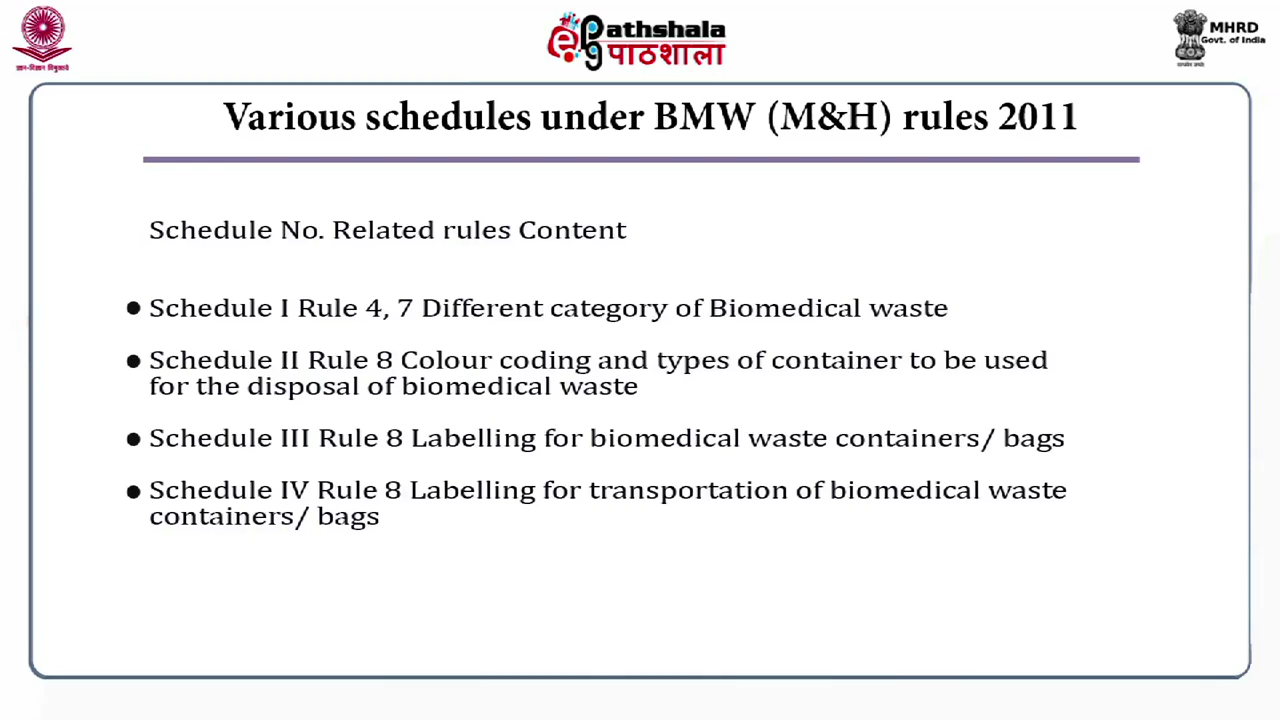 Pathshala
पाठशाला
MHRD
Govt. of India
ज्ञान-विज्ञान विमुक्तये
Various schedules under BMW (M&H) rules 2011
Schedule No. Related rules Content
● Schedule I Rule 4, 7 Different category of Biomedical waste
● Schedule II Rule 8 Colour coding and types of container to be used
for the disposal of biomedical waste
● Schedule III Rule 8 Labelling for biomedical waste containers/ bags
● Schedule IV Rule 8 Labelling for transportation of biomedical waste
containers/ bags